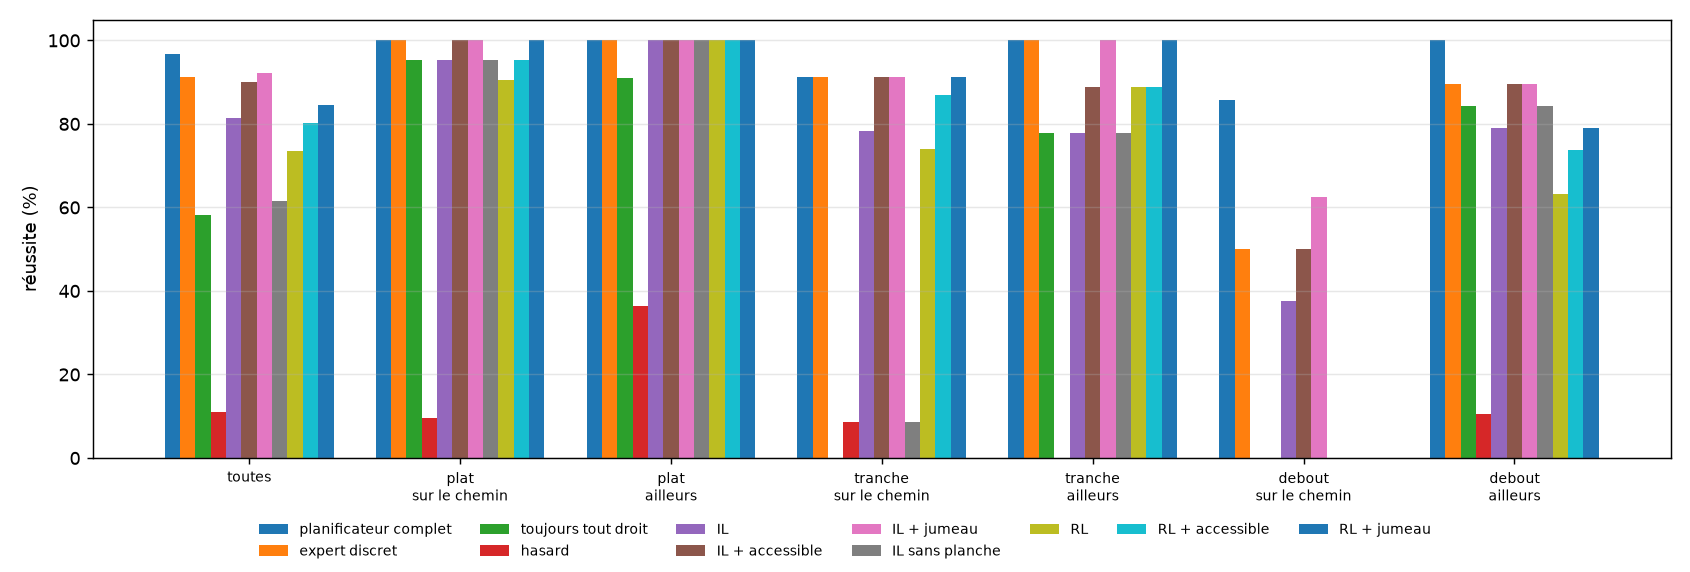 100
80
60
40
20
0
réussite (%)
toutes
plat
sur le chemin
plat
ailleurs
tranche
sur le chemin
tranche
ailleurs
debout
sur le chemin
debout
ailleurs
planificateur complet
expert discret
toujours tout droit
hasard
IL
IL + accessible
IL + jumeau
IL sans planche
RL
RL + accessible
RL + jumeau